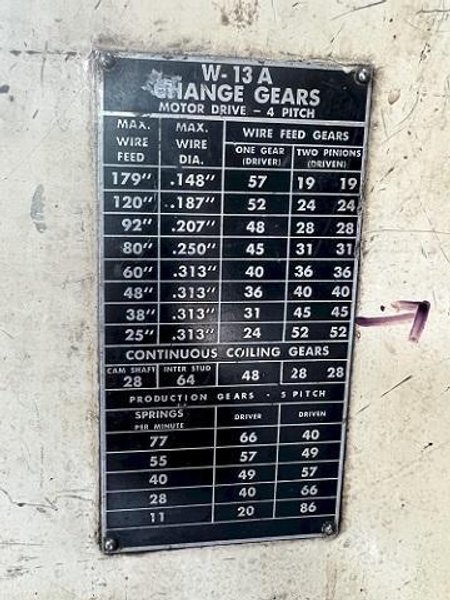 W-13A
CHANGE GEARS
MOTOR DRIVE - 4 PITCH
MAX. WIRE FEED MAX. WIRE DIA. WIRE FEED GEARS
ONE GEAR (DRIVER) TWO PINIONS (DRIVEN)
179" .148" 57 19 19
120" .187" 52 24 24
92" .207" 48 28 28
80" .250" 45 31 31
60" .313" 40 36 36
48" .313" 36 40 40
38" .313" 31 45 45
25" .313" 24 52 52
CONTINUOUS COILING GEARS
CAM SHAFT 28 INTER STUD 64 48 28 28
PRODUCTION GEARS - 5 PITCH
SPRINGS PER MINUTE DRIVER DRIVEN
77 66 40
55 57 49
40 49 57
28 40 66
11 20 86